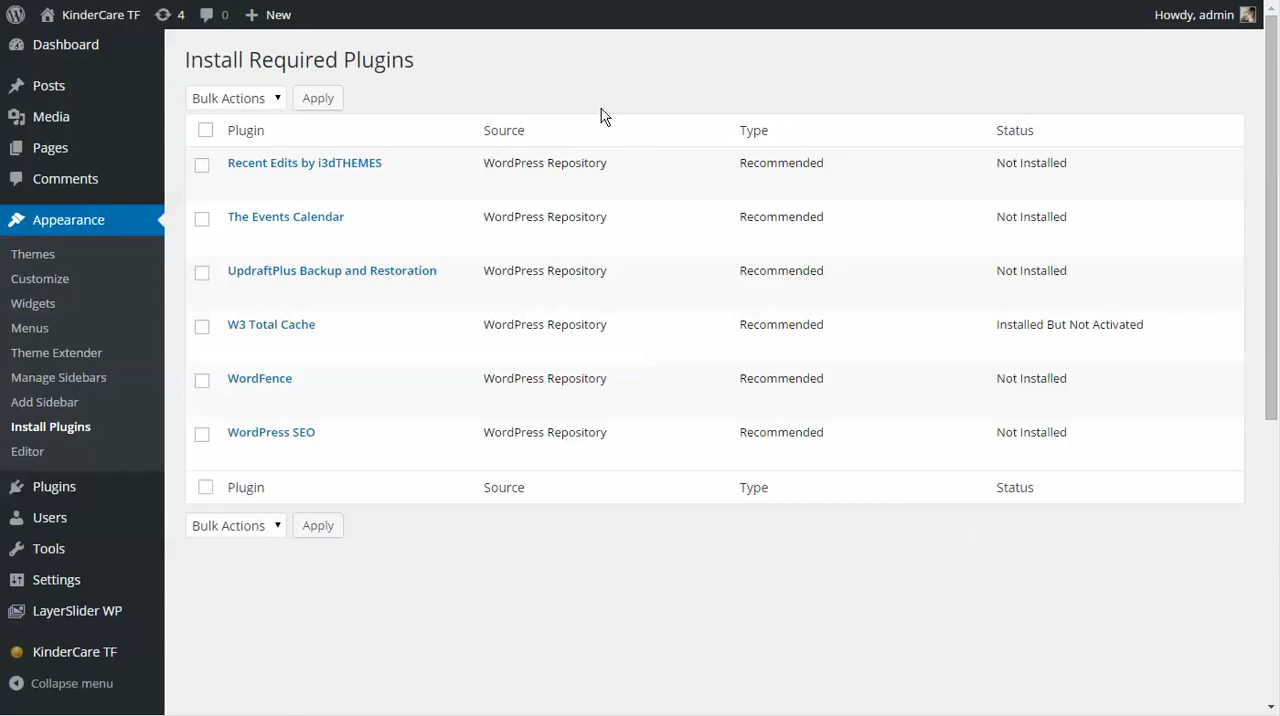 KinderCare TF 4 0 New Howdy, admin
Dashboard
Posts
Media
Pages
Comments
Appearance
Themes
Customize
Widgets
Menus
Theme Extender
Manage Sidebars
Add Sidebar
Install Plugins
Editor
Plugins
Users
Tools
Settings
LayerSlider WP
KinderCare TF
Collapse menu
Install Required Plugins
Bulk Actions Apply
Plugin Source Type Status
Recent Edits by i3dTHEMES WordPress Repository Recommended Not Installed
The Events Calendar WordPress Repository Recommended Not Installed
UpdraftPlus Backup and Restoration WordPress Repository Recommended Not Installed
W3 Total Cache WordPress Repository Recommended Installed But Not Activated
WordFence WordPress Repository Recommended Not Installed
WordPress SEO WordPress Repository Recommended Not Installed
Plugin Source Type Status
Bulk Actions Apply